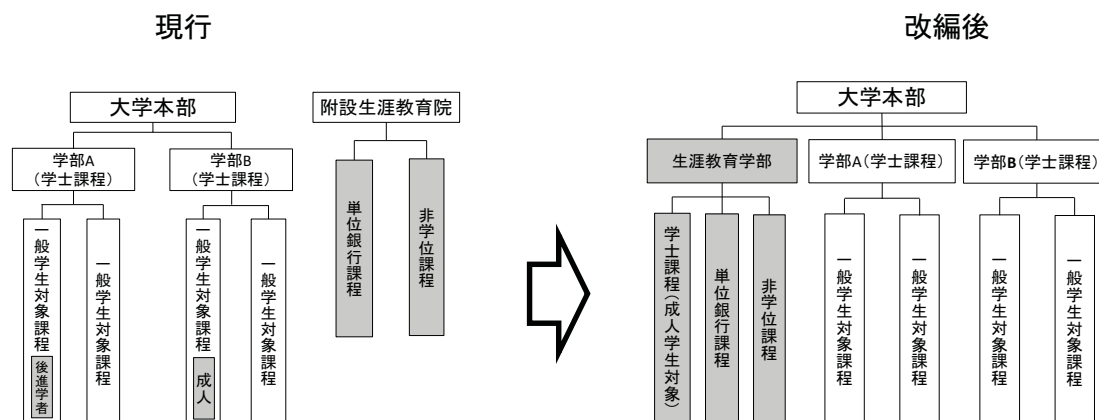 現行
改編後
大学本部
附設生涯教育院
学部A
(学士課程)
学部B
(学士課程)
一般学生対象課程
後進学者
一般学生対象課程
一般学生対象課程
成人
一般学生対象課程
単位銀行課程
非学位課程
大学本部
生涯教育学部
学部A(学士課程)
学部B(学士課程)
学士課程(成人学生対象)
単位銀行課程
非学位課程
一般学生対象課程
一般学生対象課程
一般学生対象課程
一般学生対象課程